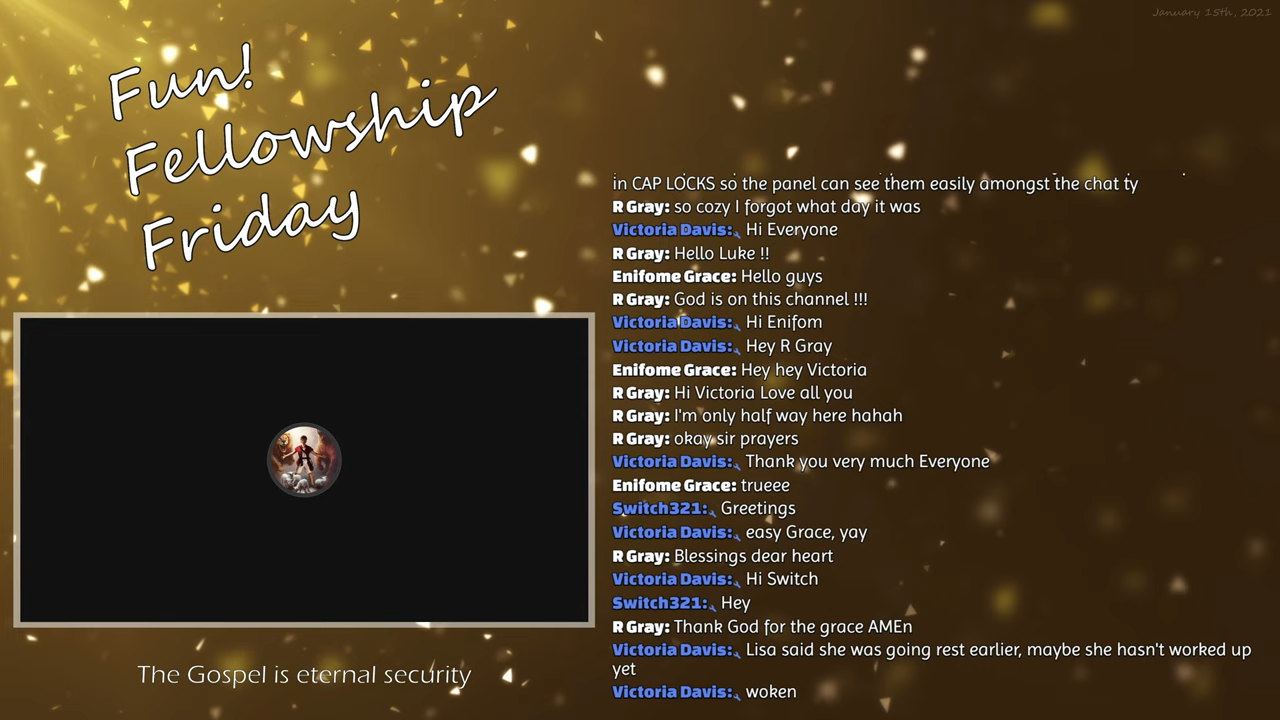 January 15th, 2021
Fun!
Fellowship
Friday
in CAP LOCKS so the panel can see them easily amongst the chat ty
R Gray: so cozy I forgot what day it was
Victoria Davis: Hi Everyone
R Gray: Hello Luke !!
Enifome Grace: Hello guys
R Gray: God is on this channel !!!
Victoria Davis: Hi Enifom
Victoria Davis: Hey R Gray
Enifome Grace: Hey hey Victoria
R Gray: Hi Victoria Love all you
R Gray: I'm only half way here hahah
R Gray: okay sir prayers
Victoria Davis: Thank you very much Everyone
Enifome Grace: trueee
Switch321: Greetings
Victoria Davis: easy Grace, yay
R Gray: Blessings dear heart
Victoria Davis: Hi Switch
Switch321: Hey
R Gray: Thank God for the grace AMEn
Victoria Davis: Lisa said she was going rest earlier, maybe she hasn't worked up
yet
Victoria Davis: woken
The Gospel is eternal security